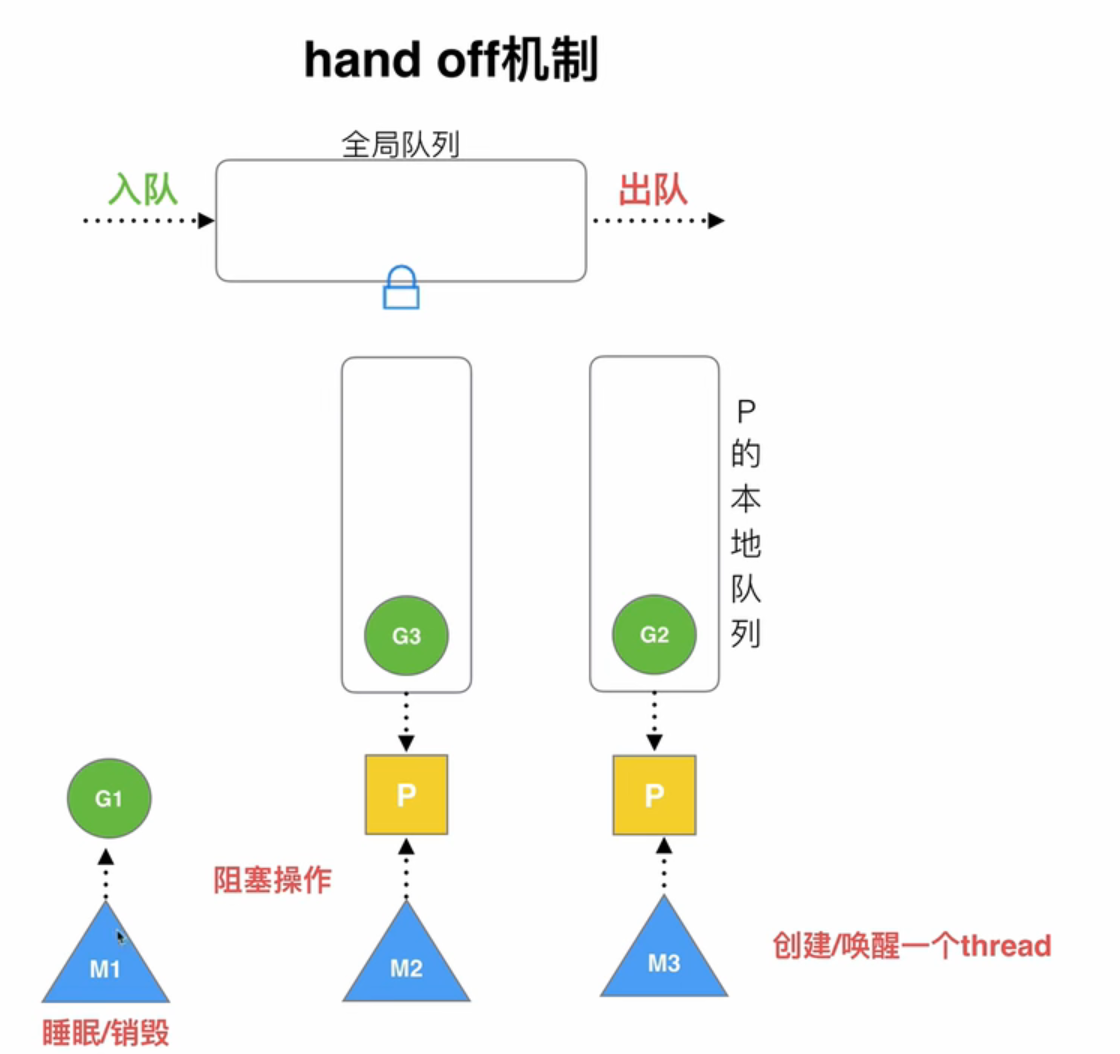 hand off机制
全局队列
入队
出队
P的本地队列
G3
G2
G1
P
P
阻塞操作
M1
M2
M3
创建/唤醒一个thread
睡眠/销毁